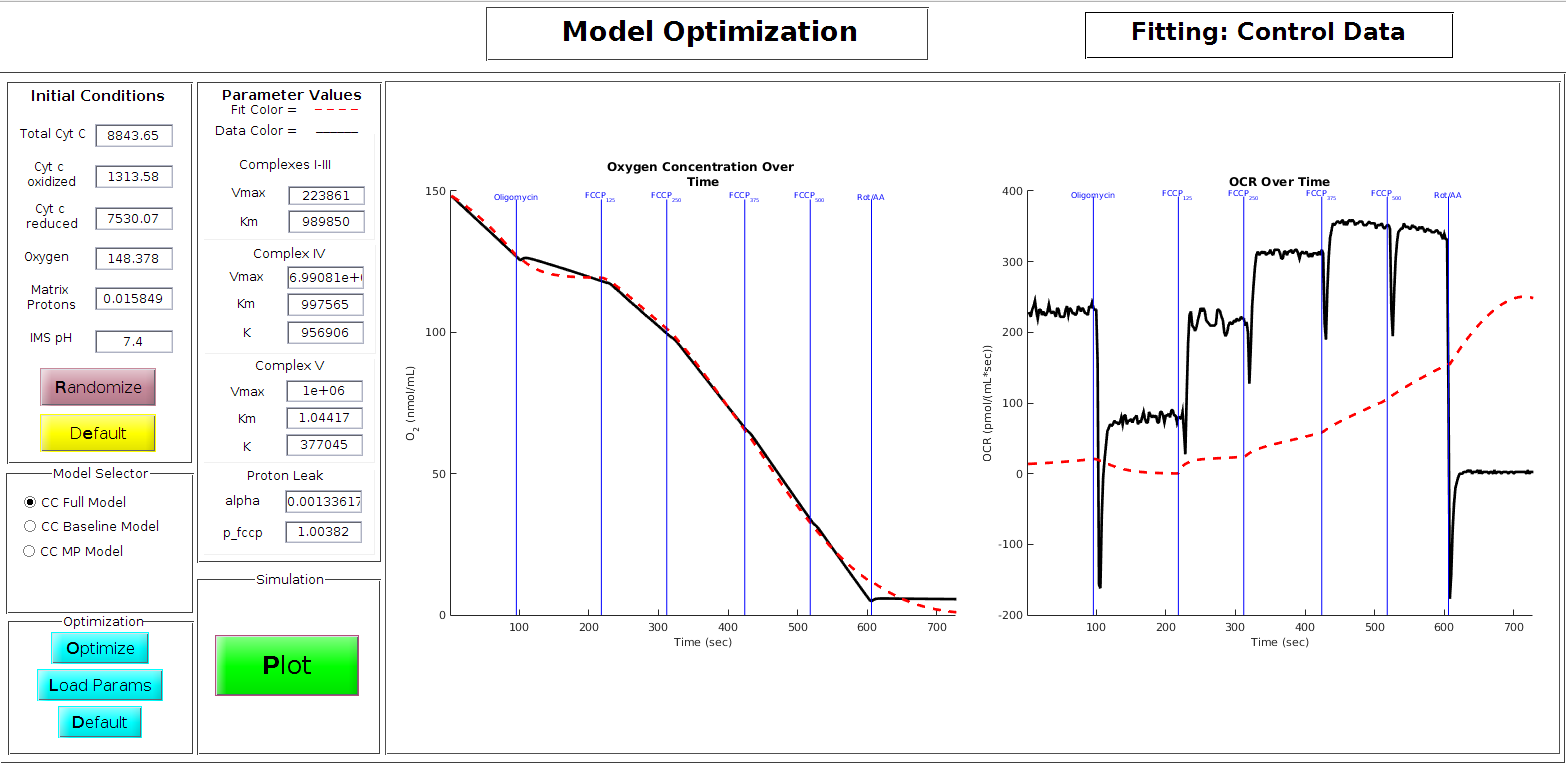 Model Optimization
Fitting: Control Data
Initial Conditions
Total Cyt C 8843.65
Cyt c
oxidized 1313.58
Cyt c
reduced 7530.07
Oxygen 148.378
Matrix
Protons 0.015849
IMS pH 7.4
Randomize
Default
Model Selector
CC Full Model
CC Baseline Model
CC MP Model
Optimization
Optimize
Load Params
Default
Parameter Values
Fit Color =
Data Color =
Complexes I-III
Vmax 223861
Km 989850
Complex IV
Vmax 6.99081e+
Km 997565
K 956906
Complex V
Vmax 1e+06
Km 1.04417
K 377045
Proton Leak
alpha 0.00133617
p_fccp 1.00382
Simulation
Plot
Oxygen Concentration Over
Time
Oligomycin FCCP125 FCCP250 FCCP375 FCCP500 Rot/AA
150
100
50
0
O2 (nmol/mL)
100 200 300 400 500 600 700
Time (sec)
OCR Over Time
Oligomycin FCCP125 FCCP250 FCCP375 FCCP500 Rot/AA
400
300
200
100
0
-100
-200
OCR (pmol/(mL*sec))
100 200 300 400 500 600 700
Time (sec)